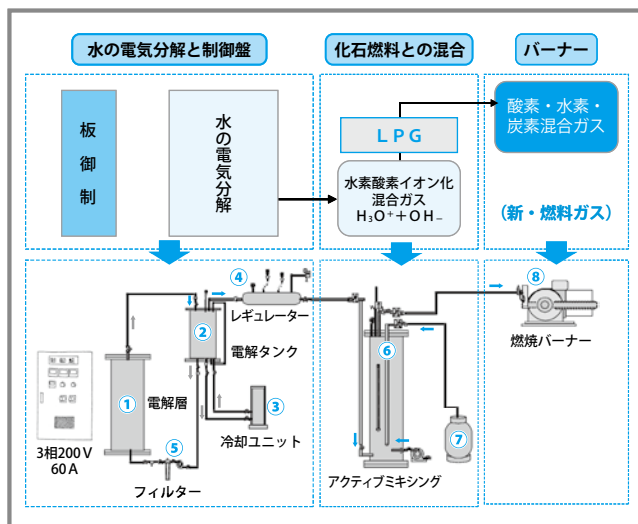 水の電気分解と制御盤
化石燃料との混合
バーナー
板御制
水の電気分解
LPG
水素酸素イオン化
混合ガス
H₃O⁺＋OH−
酸素・水素・
炭素混合ガス
（新・燃料ガス）
④
レギュレーター
②
電解タンク
①
電解層
③
冷却ユニット
⑤
フィルター
3相200V
60A
⑥
⑦
アクティブミキシング
⑧
燃焼バーナー